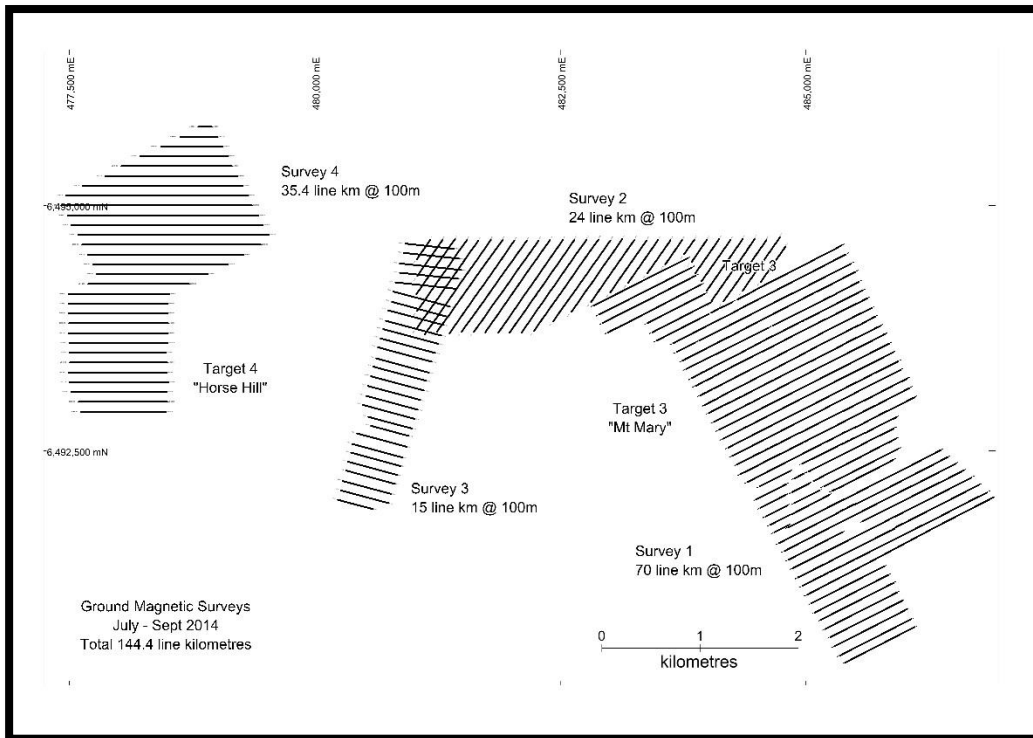 477,500 mE
480,000 mE
482,500 mE
485,000 mE
Survey 4
35.4 line km @ 100m
6,495,000 mN
Survey 2
24 line km @ 100m
Target 3
Target 4
"Horse Hill"
Target 3
"Mt Mary"
6,492,500 mN
Survey 3
15 line km @ 100m
Survey 1
70 line km @ 100m
Ground Magnetic Surveys
July - Sept 2014
Total 144.4 line kilometres
0 1 2
kilometres